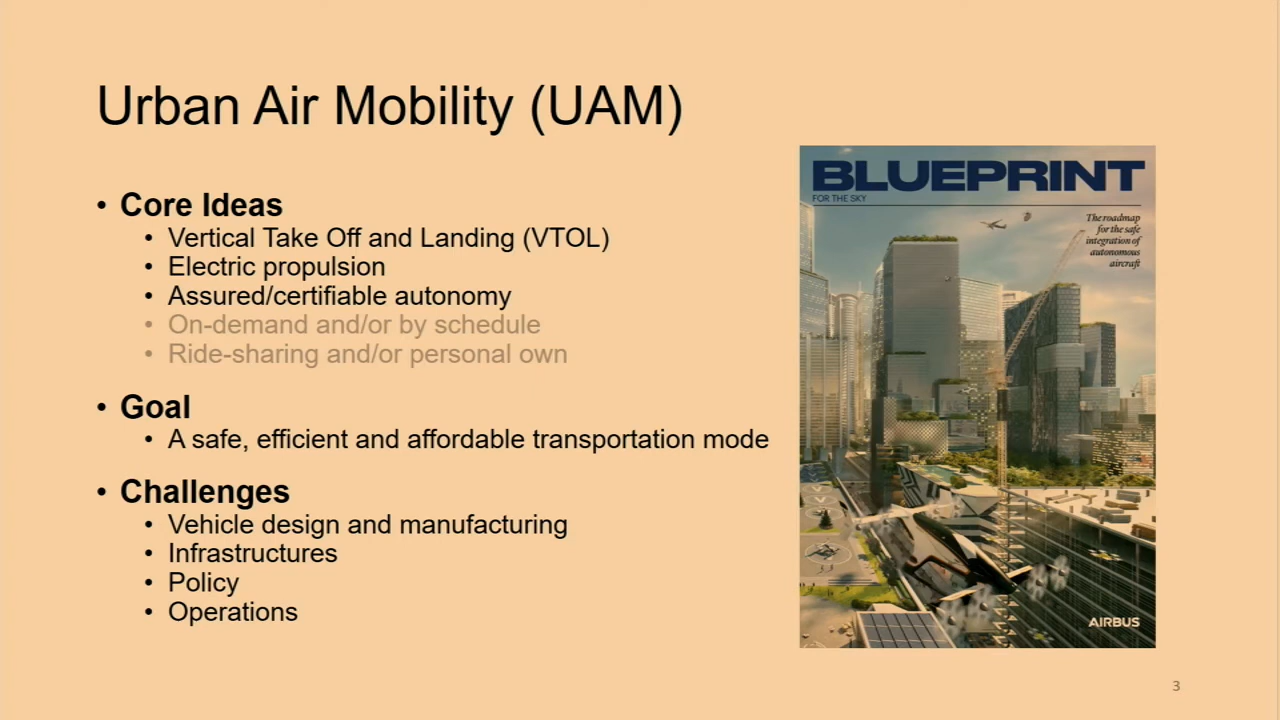 Urban Air Mobility (UAM)
• Core Ideas
• Vertical Take Off and Landing (VTOL)
• Electric propulsion
• Assured/certifiable autonomy
• On-demand and/or by schedule
• Ride-sharing and/or personal own
• Goal
• A safe, efficient and affordable transportation mode
• Challenges
• Vehicle design and manufacturing
• Infrastructures
• Policy
• Operations
BLUEPRINT
FOR THE SKY
The roadmap
for the safe
integration of
autonomous
aircraft
AIRBUS
3